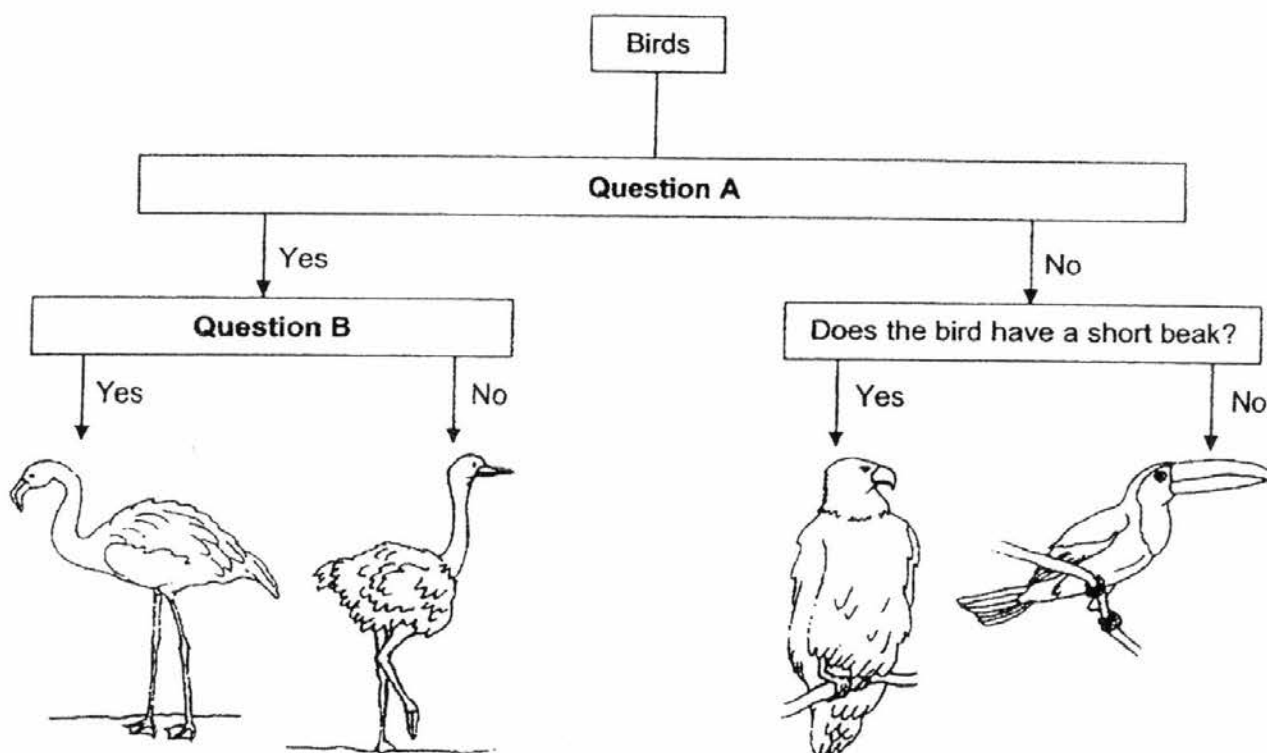 Birds
Question A
Yes
No
Question B
Does the bird have a short beak?
Yes
No
Yes
No